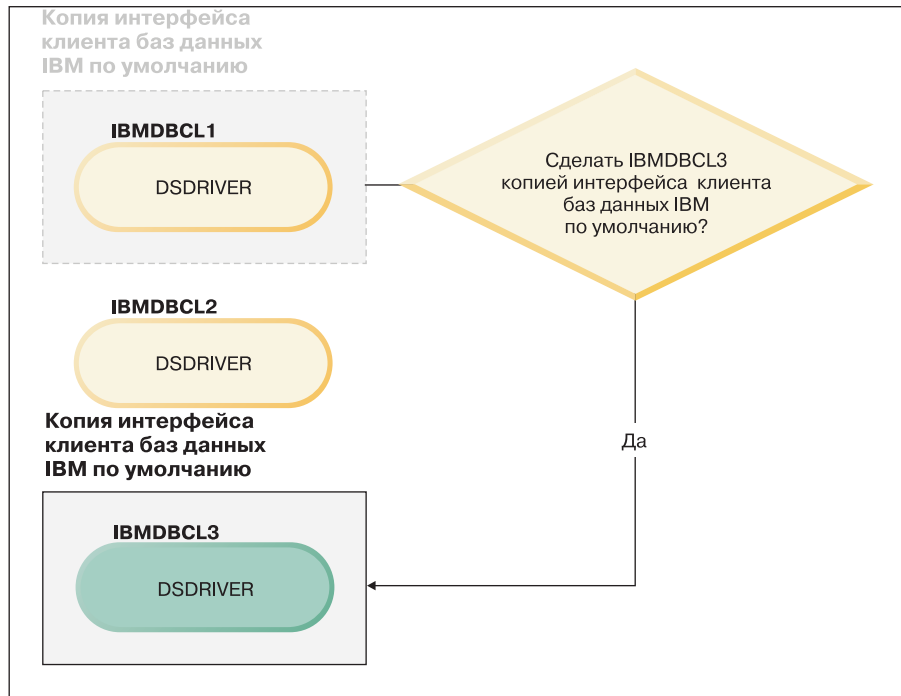 Копия интерфейса
клиента баз данных
IBM по умолчанию
IBMDBCL1
DSDRIVER
Сделать IBMDBCL3
копией интерфейса клиента
баз данных IBM
по умолчанию?
IBMDBCL2
DSDRIVER
Копия интерфейса
клиента баз данных
IBM по умолчанию
Да
IBMDBCL3
DSDRIVER